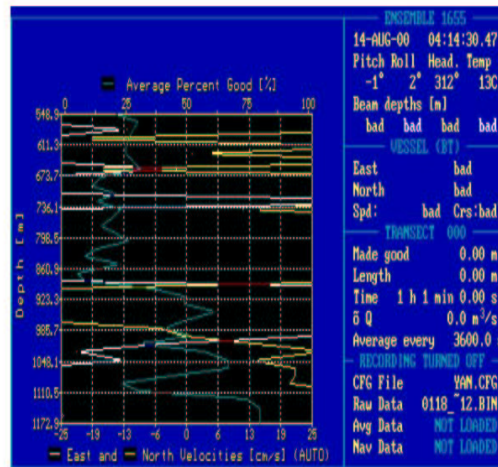 ENSEMBLE 1655
14-AUG-00 04:14:30.47
Pitch Roll Head. Temp
-1° 2° 312° 13C
Beam depths [m]
bad bad bad bad
VESSEL (BT)
East bad
North bad
Spd: bad Crs:bad
TRANSECT 000
Made good 0.00 m
Length 0.00 m
Time 1 h 1 min 0.00 s
δ Q 0.0 m³/s
Average every 3600.0 s
RECORDING TURNED OFF
CFG File YAN.CFG
Raw Data 0118_~12.BIN
Avg Data NOT LOADED
Nav Data NOT LOADED
Average Percent Good [%]
0 25 50 75 100
Depth [m]
548.9
611.3
673.7
736.1
798.5
860.9
923.3
985.7
1048.1
1110.5
1172.9
-25 -19 -13 -6 0 6 13 19 25
East and North Velocities [cm/s] (AUTO)